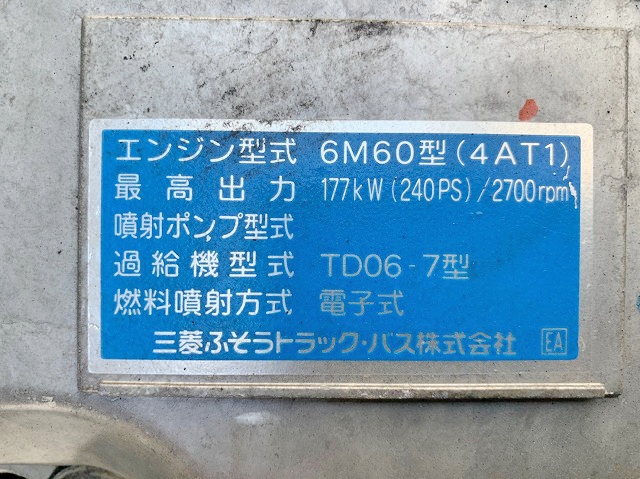 エンジン型式 6M60型(4AT1)
最高出力 177kW(240PS)/2700rpm
噴射ポンプ型式
過給機型式 TD06-7型
燃料噴射方式 電子式
三菱ふそうトラック・バス株式会社 EA